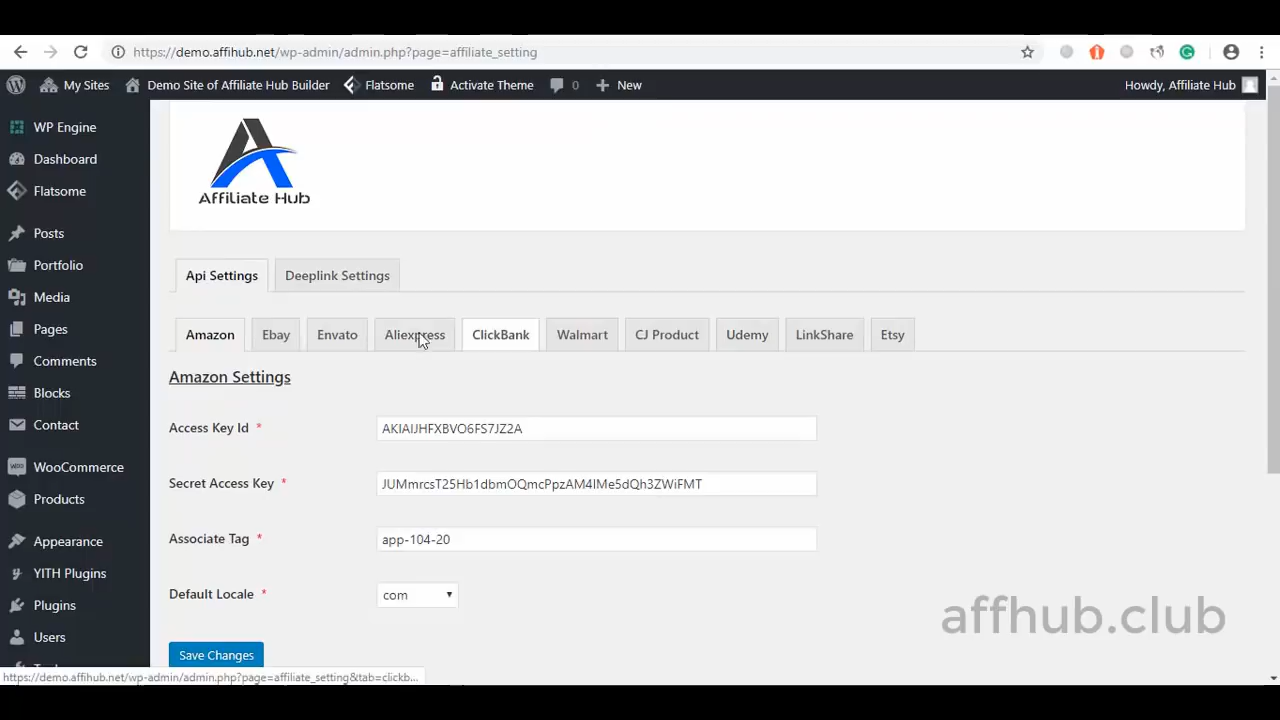 https://demo.affihub.net/wp-admin/admin.php?page=affiliate_setting
My Sites Demo Site of Affiliate Hub Builder Flatsome Activate Theme 0 New Howdy, Affiliate Hub
WP Engine
Dashboard
Flatsome
Posts
Portfolio
Media
Pages
Comments
Blocks
Contact
WooCommerce
Products
Appearance
YITH Plugins
Plugins
Users
Affiliate Hub
Api Settings Deeplink Settings
Amazon Ebay Envato Aliexpress ClickBank Walmart CJ Product Udemy LinkShare Etsy
Amazon Settings
Access Key Id * AKIAIJHFXBVO6FS7JZ2A
Secret Access Key * 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
Associate Tag * app-104-20
Default Locale * com
Save Changes
affhub.club
https://demo.affihub.net/wp-admin/admin.php?page=affiliate_setting&tab=clickb...